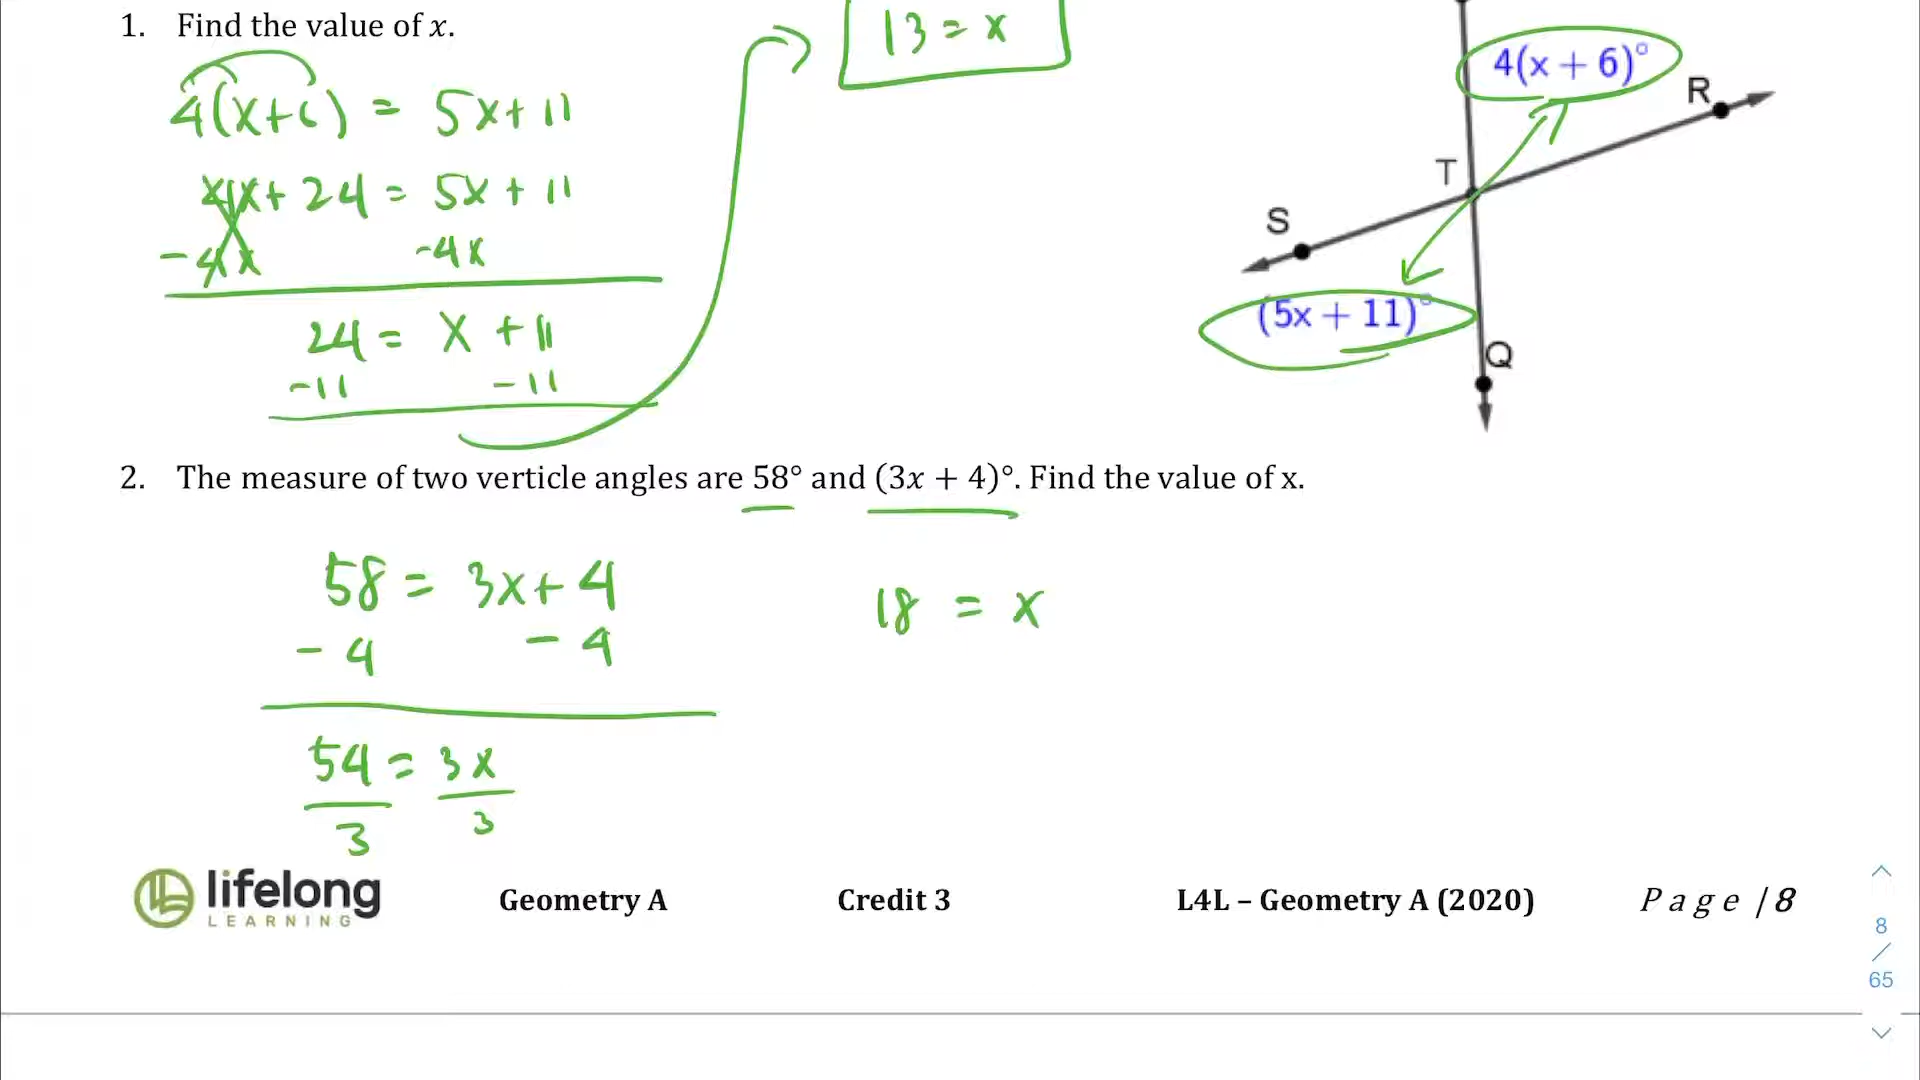 1. Find the value of x.
13 = x
4(x+6) = 5x+11
4x+24 = 5x+11
-4x -4x
24 = x+11
-11 -11
4(x + 6)°
R
T
S
(5x + 11)°
Q
2. The measure of two verticle angles are 58° and (3x + 4)°. Find the value of x.
58 = 3x+4
18 = x
-4 -4
54 = 3x
3 3
lifelong
LEARNING
Geometry A Credit 3 L4L – Geometry A (2020) Page |8
8
/
65